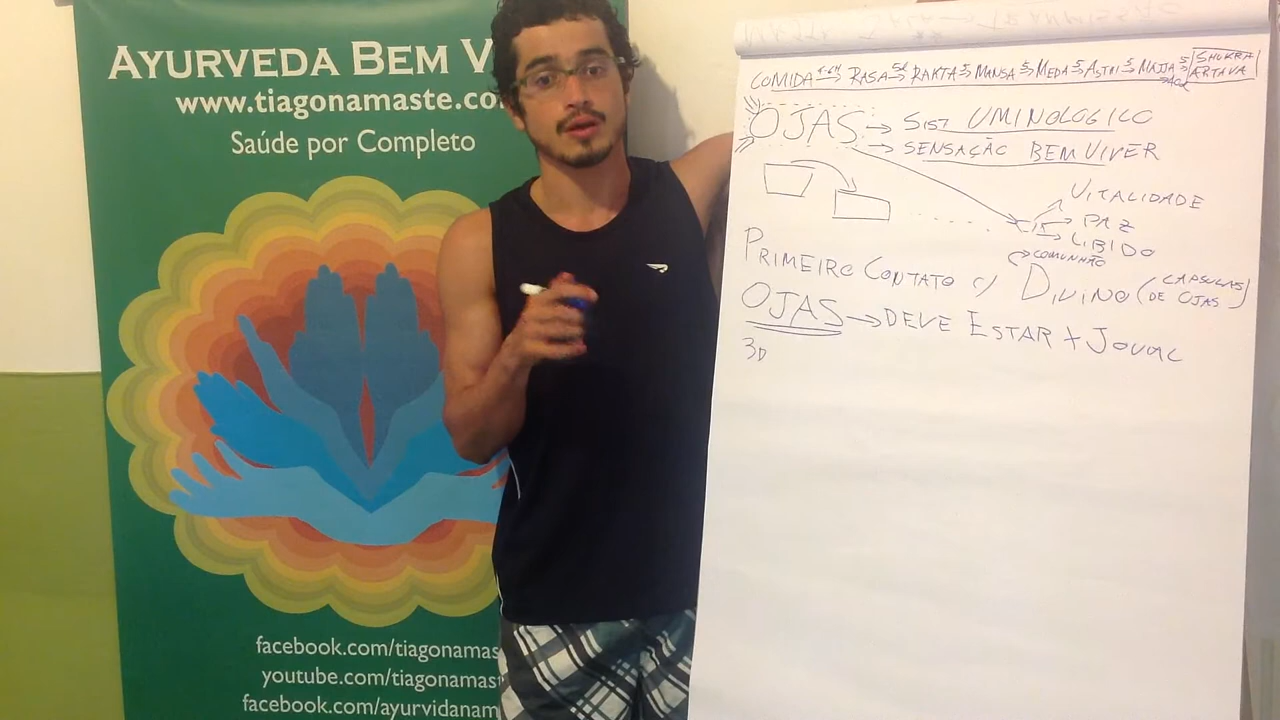 AYURVEDA BEM V
www.tiagonamaste.co
Saúde por Completo
facebook.com/tiagonamas
youtube.com/tiagonamast
facebook.com/ayurvidanam
COMIDA → RASA → RAKTA → MANSA → MEDA → ASTHI → MAJJA → SHUKRA
ARTAVA
OJAS → SIST UMINOLOGICO
→ SENSAÇÃO BEM VIVER
VITALIDADE
PAZ
LIBIDO
COMUNHÃO
PRIMEIRO CONTATO c/ DIVINO (CAPSULAS DE OJAS)
OJAS → DEVE ESTAR + JOVAL
3D